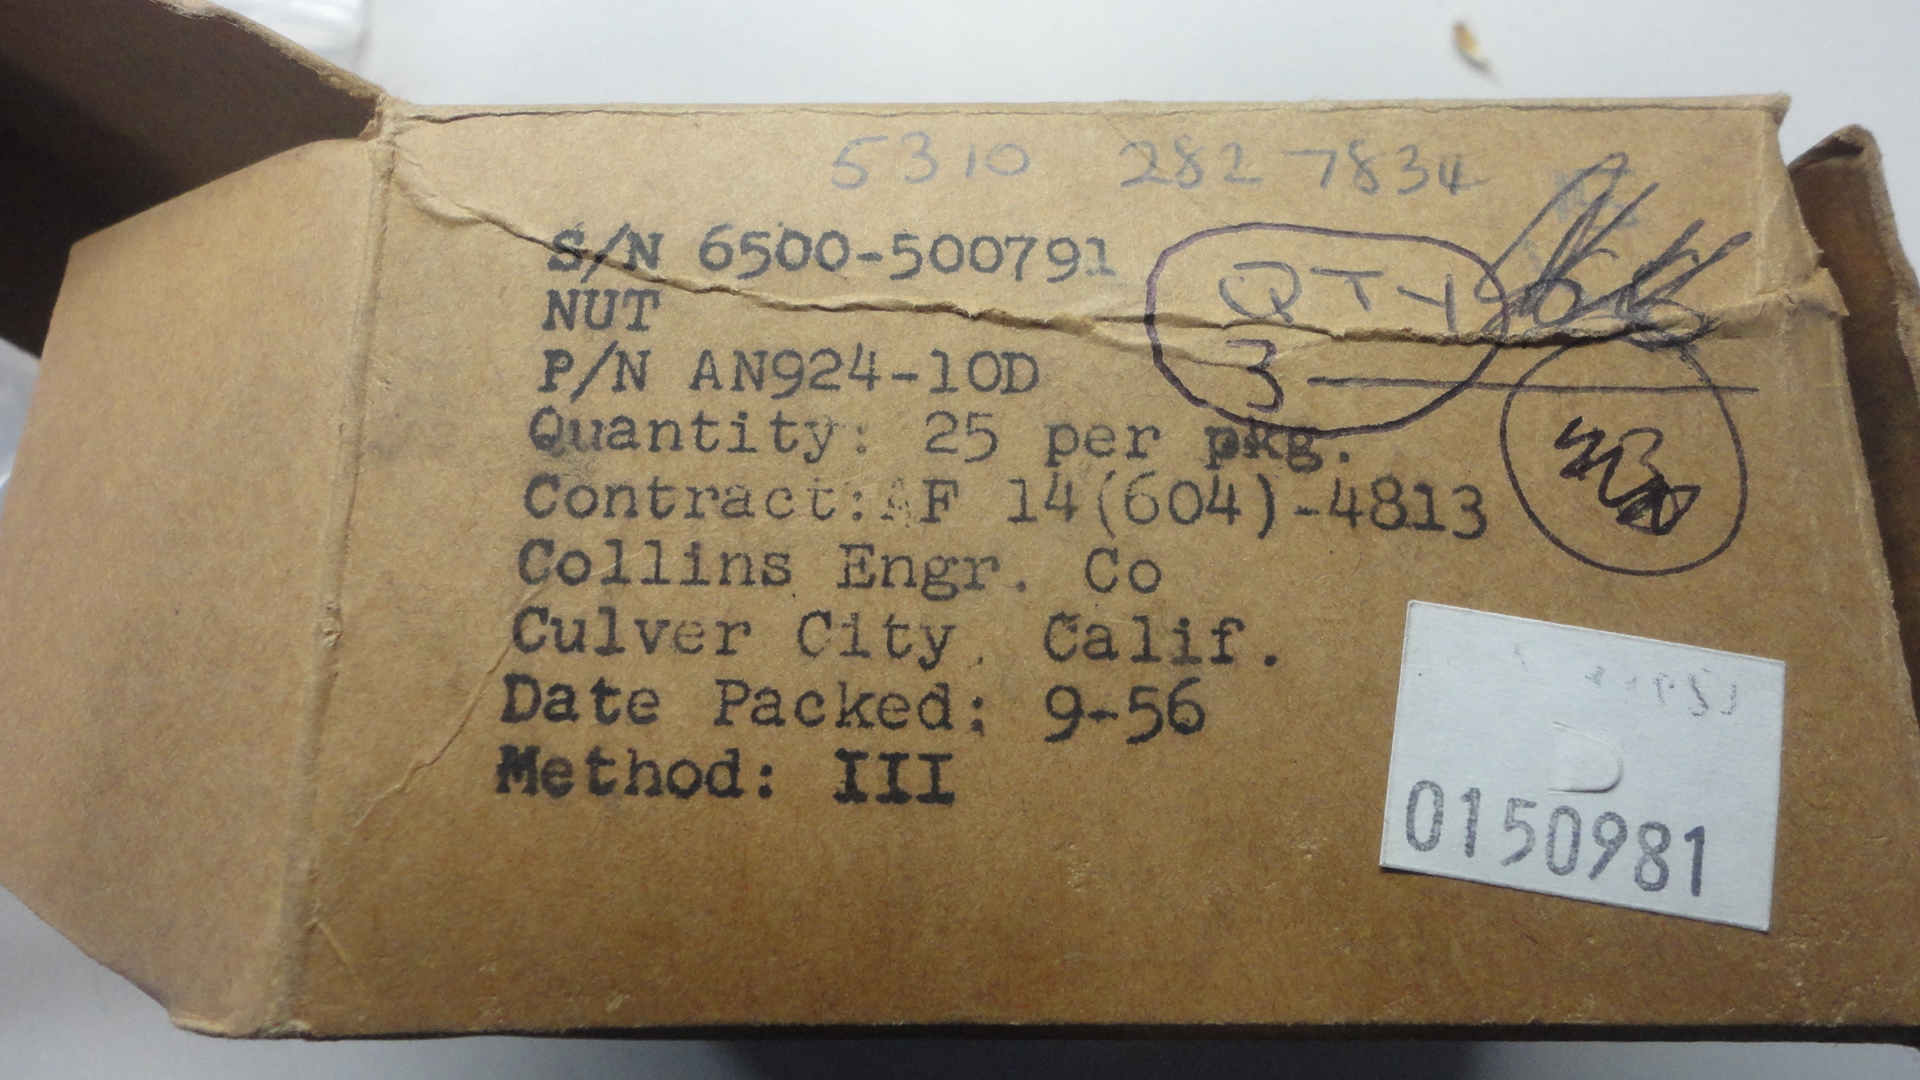 5310 282 7834
S/N 6500-500791
NUT
P/N AN924-10D
Quantity: 25 per pkg.
Contract: AF 14(604)-4813
Collins Engr. Co
Culver City, Calif.
Date Packed: 9-56
Method: III
QTY
3
0150981